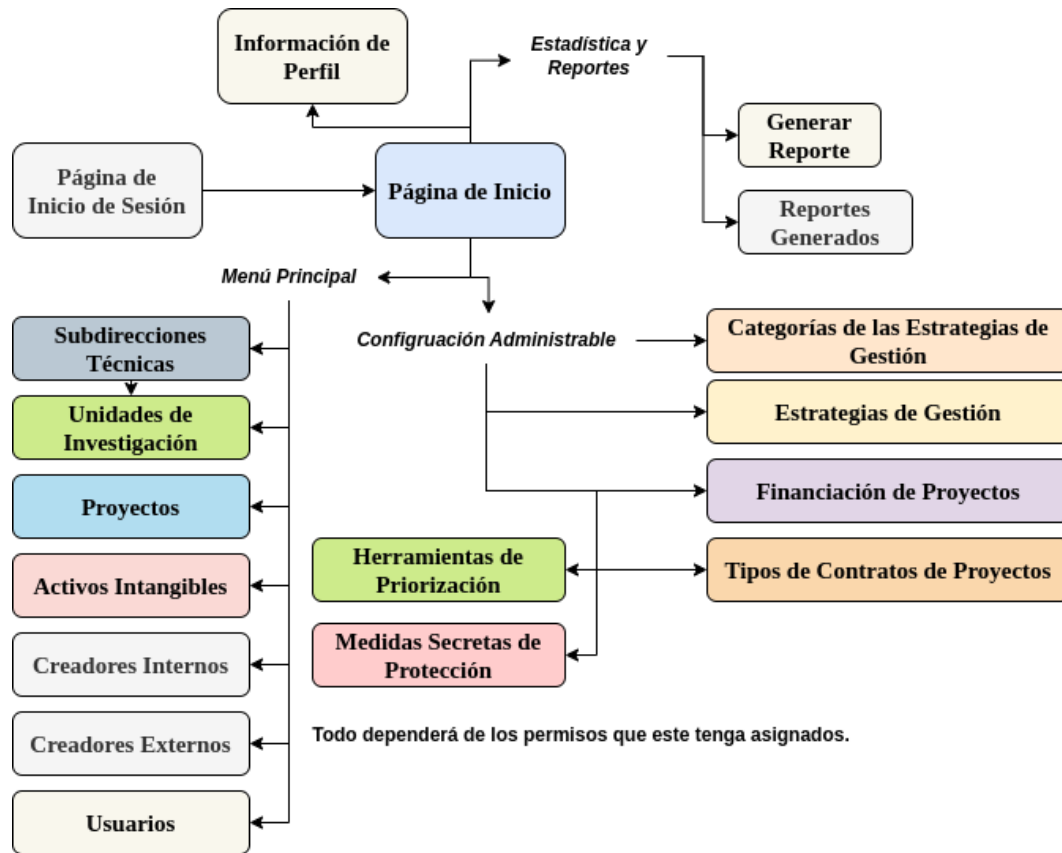 Información de
Perfil
Estadística y
Reportes
Generar
Reporte
Página de
Inicio de Sesión
Página de Inicio
Reportes
Generados
Menú Principal
Subdirecciones
Técnicas
Configruación Administrable
Categorías de las Estrategias de
Gestión
Unidades de
Investigación
Estrategias de Gestión
Proyectos
Financiación de Proyectos
Herramientas de
Priorización
Tipos de Contratos de Proyectos
Activos Intangibles
Medidas Secretas de
Protección
Creadores Internos
Creadores Externos
Todo dependerá de los permisos que este tenga asignados.
Usuarios